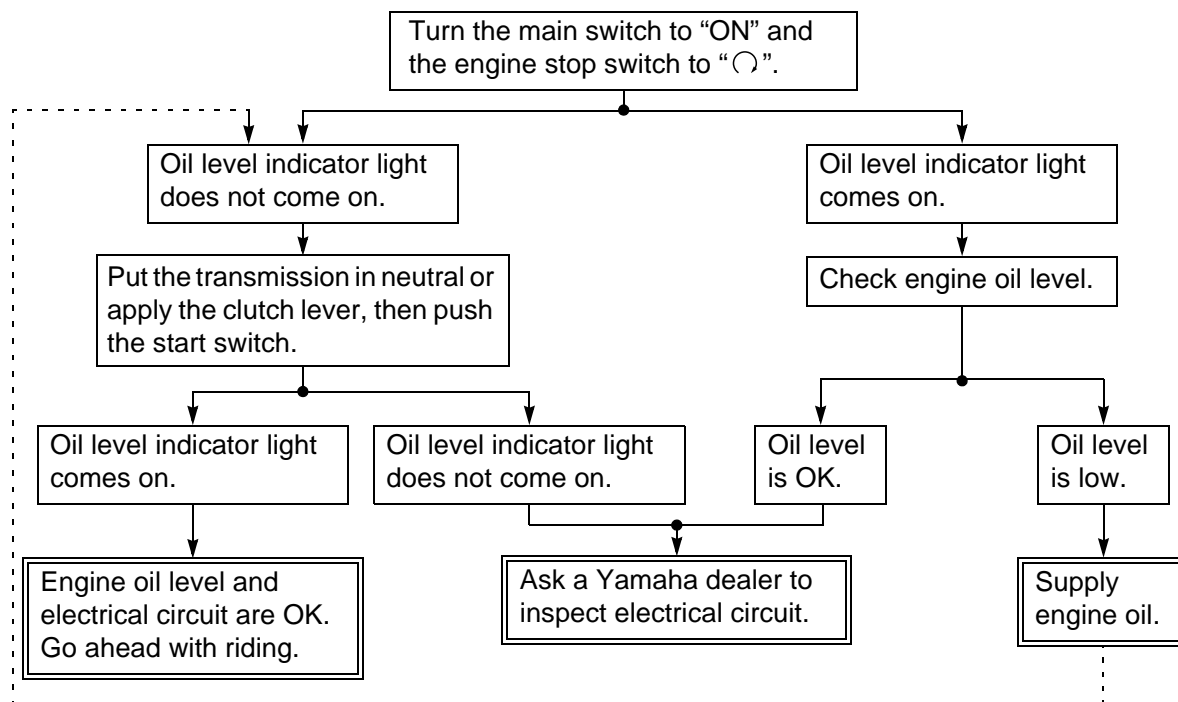 Turn the main switch to “ON” and
the engine stop switch to “ ”.
Oil level indicator light
does not come on.
Oil level indicator light
comes on.
Put the transmission in neutral or
apply the clutch lever, then push
the start switch.
Check engine oil level.
Oil level indicator light
comes on.
Oil level indicator light
does not come on.
Oil level
is OK.
Oil level
is low.
Engine oil level and
electrical circuit are OK.
Go ahead with riding.
Ask a Yamaha dealer to
inspect electrical circuit.
Supply
engine oil.